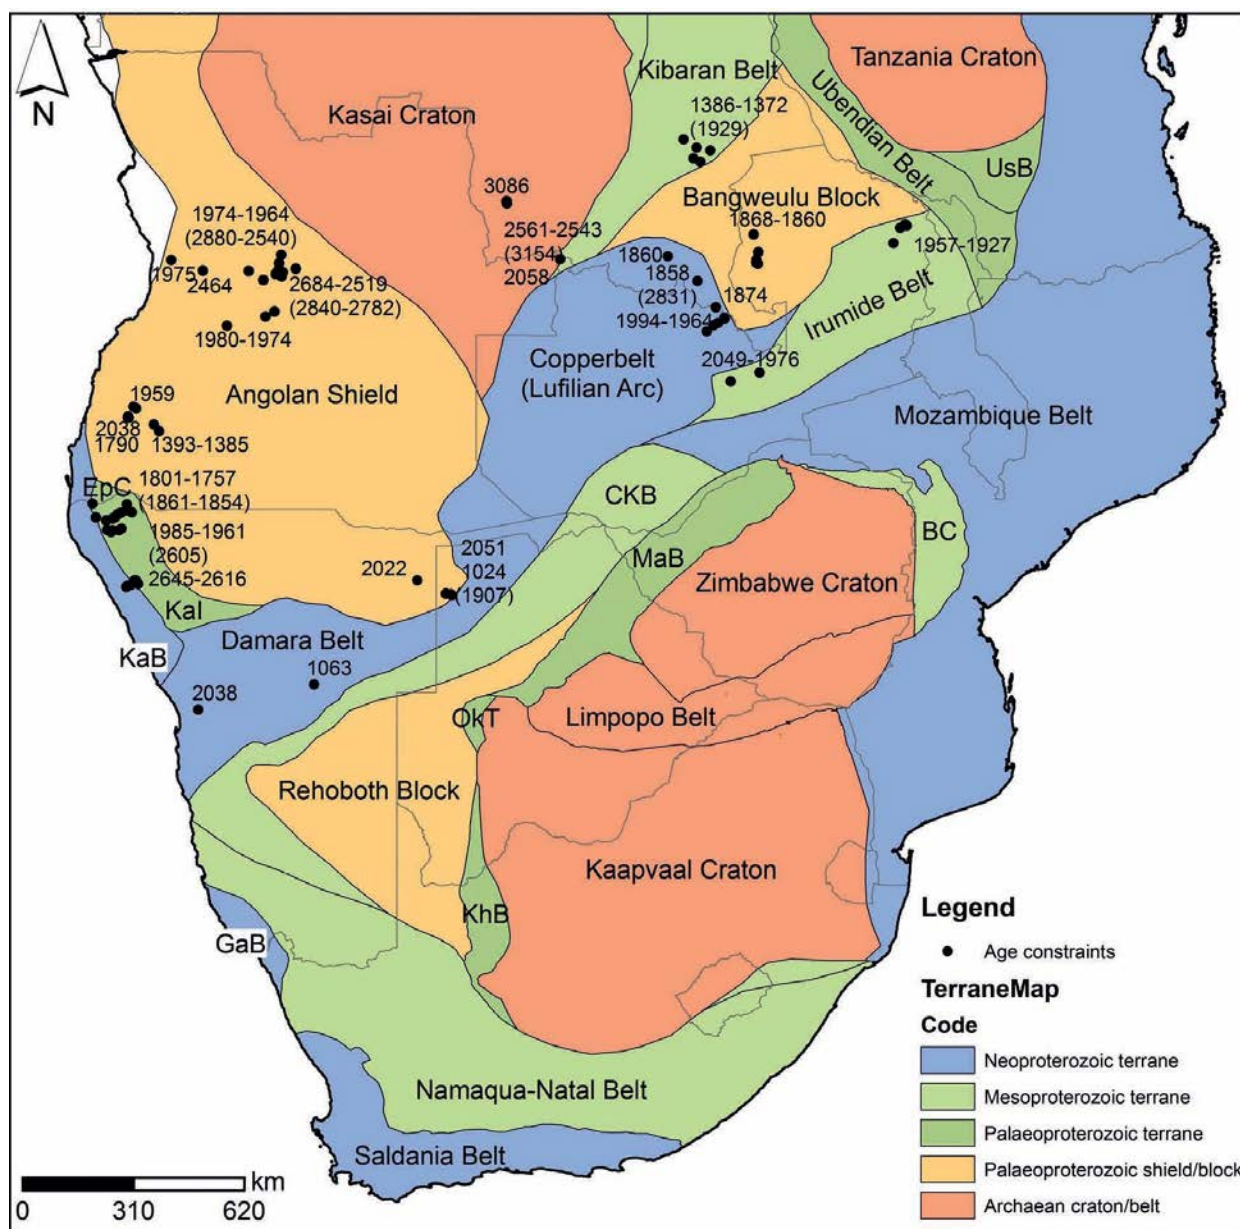 N
Kasai Craton
Kibaran Belt
1386-1372
(1929)
Tanzania Craton
Ubendian Belt
UsB
3086
Bangweulu Block
1868-1860
1974-1964
(2880-2540)
2561-2543
(3154)
2058
1860
1858
(2831)
1874
1957-1927
1975
2464
2684-2519
(2840-2782)
1994-1964
Irumide Belt
1980-1974
Copperbelt
(Lufilian Arc)
2049-1976
Angolan Shield
1959
2038
1790
1393-1385
Mozambique Belt
EpC
1801-1757
(1861-1854)
CKB
1985-1961
(2605)
2645-2616
2022
2051
1024
(1907)
MaB
BC
Zimbabwe Craton
KaI
Damara Belt
KaB
1063
2038
OkT
Limpopo Belt
Rehoboth Block
Kaapvaal Craton
KhB
GaB
Namaqua-Natal Belt
Saldania Belt
km
0 310 620
Legend
Age constraints
TerraneMap
Code
Neoproterozoic terrane
Mesoproterozoic terrane
Palaeoproterozoic terrane
Palaeoproterozoic shield/block
Archaean craton/belt